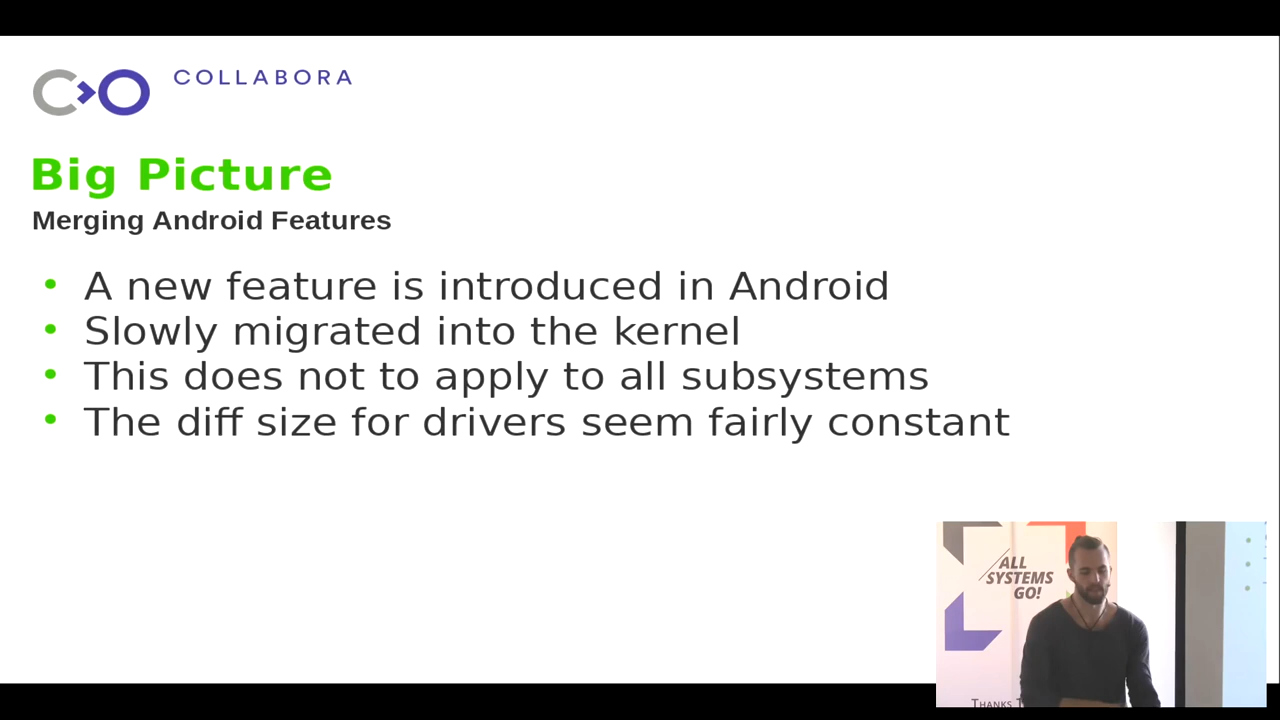 COLLABORA
Big Picture
Merging Android Features
• A new feature is introduced in Android
• Slowly migrated into the kernel
• This does not to apply to all subsystems
• The diff size for drivers seem fairly constant
ALL
SYSTEMS
GO!
THANKS